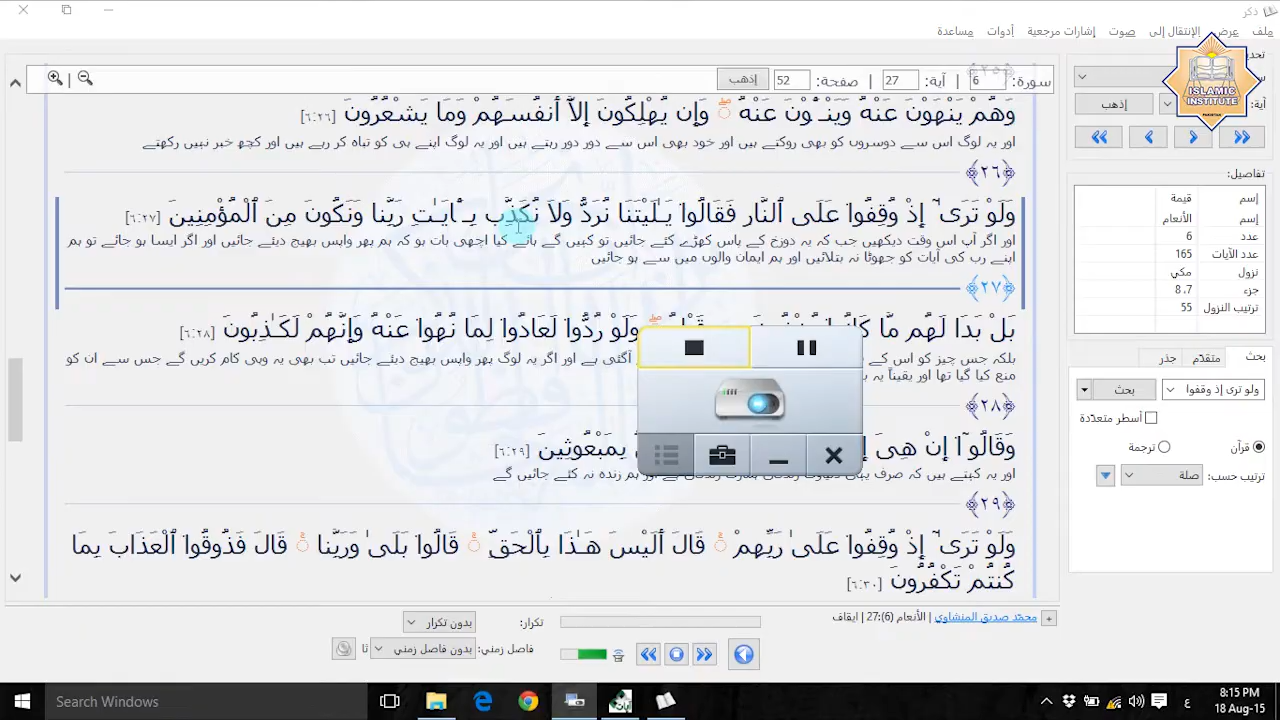 ذكر
ملف عرض الإنتقال إلى صوت إشارات مرجعية أدوات مساعدة
سورة: 6 | آية: 27 | صفحة: 52 إذهب
وَهُمْ يَنْهَوْنَ عَنْهُ وَيَنْـَٔوْنَ عَنْهُ ۖ وَإِن يُهْلِكُونَ إِلَّآ أَنفُسَهُمْ وَمَا يَشْعُرُونَ [٦:٢٦]
اور یہ لوگ اس سے دوسروں کو بھی روکتے ہیں اور خود بھی اس سے دور دور رہتے ہیں اور یہ لوگ اپنے ہی کو تباه کر رہے ہیں اور کچھ خبر نہیں رکھتے
﴿٢٦﴾
وَلَوْ تَرَىٰٓ إِذْ وُقِفُوا۟ عَلَى ٱلنَّارِ فَقَالُوا۟ يَـٰلَيْتَنَا نُرَدُّ وَلَا نُكَذِّبَ بِـَٔايَـٰتِ رَبِّنَا وَنَكُونَ مِنَ ٱلْمُؤْمِنِينَ [٦:٢٧]
اور اگر آپ اس وقت دیکھیں جب کہ یہ دوزخ کے پاس کھڑے کئے جائیں تو کہیں گے ہائے کیا اچھی بات ہو کہ ہم پھر واپس بھیج دیئے جائیں اور اگر ایسا ہو جائے تو ہم
اپنے رب کی آیات کو جھوٹا نہ بتلائیں اور ہم ایمان والوں میں سے ہو جائیں
﴿٢٧﴾
بَلْ بَدَا لَهُم مَّا كَانُوا۟ وَلَوْ رُدُّوا۟ لَعَادُوا۟ لِمَا نُهُوا۟ عَنْهُ وَإِنَّهُمْ لَكَـٰذِبُونَ [٦:٢٨]
بلکہ جس چیز کو اس کے آگئی ہے اور اگر یہ لوگ پھر واپس بھیج دیئے جائیں تب بھی یہ وہی کام کریں گے جس سے ان کو
منع کیا گیا تھا اور یقیناً یہ
﴿٢٨﴾
وَقَالُوٓا۟ إِنْ هِىَ بِمَبْعُوثِينَ [٦:٢٩]
اور یہ کہتے ہیں کہ صرف یہی اور ہم زنده نہ کئے جائیں گے
﴿٢٩﴾
وَلَوْ تَرَىٰٓ إِذْ وُقِفُوا۟ عَلَىٰ رَبِّهِمْ ۚ قَالَ أَلَيْسَ هَـٰذَا بِٱلْحَقِّ ۚ قَالُوا۟ بَلَىٰ وَرَبِّنَا ۚ قَالَ فَذُوقُوا۟ ٱلْعَذَابَ بِمَا
كُنتُمْ تَكْفُرُونَ [٦:٣٠]
ISLAMIC
INSTITUTE
PAKISTAN
آية: إذهب
تفاصيل:
إسم قيمة
إسم الأنعام
عدد 6
عدد الآيات 165
نزول مكي
جزء 7، 8
ترتيب النزول 55
بحث متقدّم جذر
ولو ترى إذ وقفوا بحث
أسطر متعدّدة
قرآن ترجمة
ترتيب حسب: صلة
محمّد صديق المنشاوي | الأنعام (6):27 | ايقاف
تكرار: بدون تكرار
فاصل زمني: بدون فاصل زمني تا
Search Windows
ع
8:15 PM
18 Aug-15